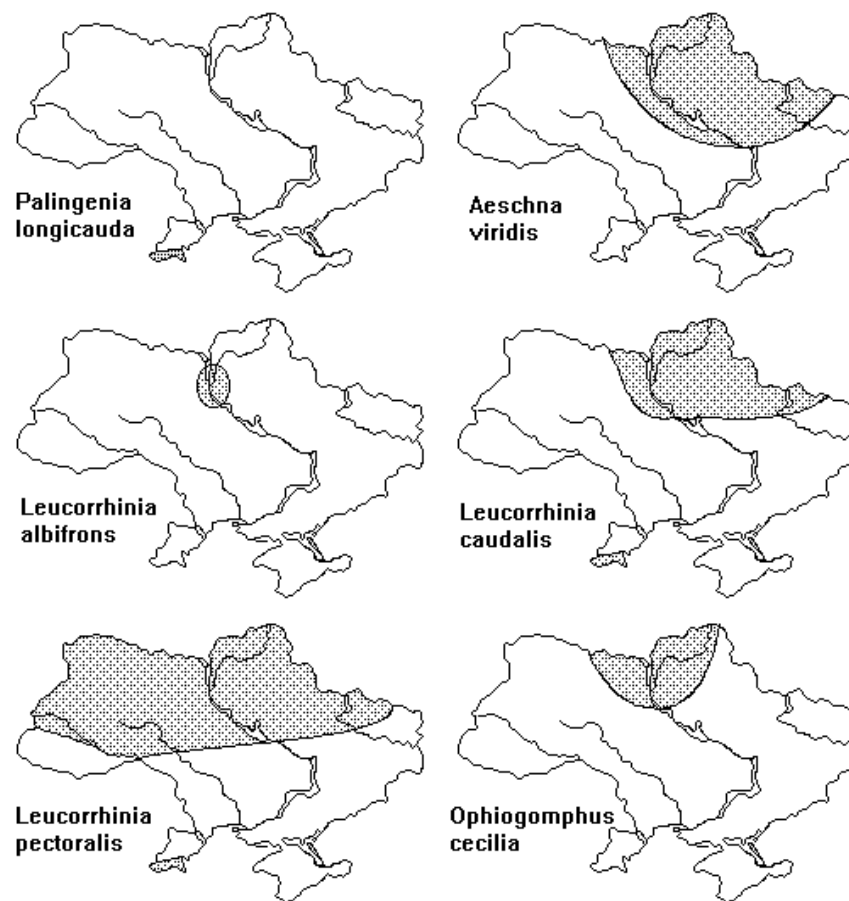 Palingenia
longicauda
Aeschna
viridis
Leucorrhinia
albifrons
Leucorrhinia
caudalis
Leucorrhinia
pectoralis
Ophiogomphus
cecilia